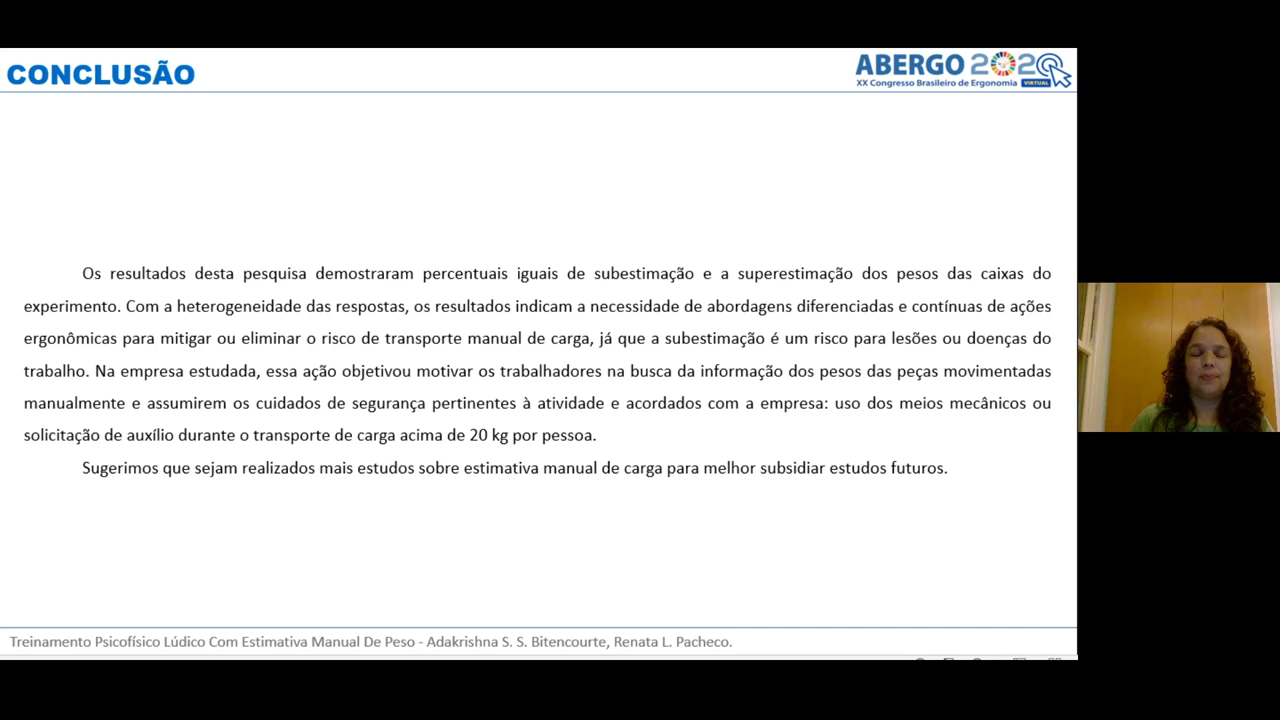 CONCLUSÃO
ABERGO 2020
XX Congresso Brasileiro de Ergonomia VIRTUAL
Os resultados desta pesquisa demostraram percentuais iguais de subestimação e a superestimação dos pesos das caixas do
experimento. Com a heterogeneidade das respostas, os resultados indicam a necessidade de abordagens diferenciadas e contínuas de ações
ergonômicas para mitigar ou eliminar o risco de transporte manual de carga, já que a subestimação é um risco para lesões ou doenças do
trabalho. Na empresa estudada, essa ação objetivou motivar os trabalhadores na busca da informação dos pesos das peças movimentadas
manualmente e assumirem os cuidados de segurança pertinentes à atividade e acordados com a empresa: uso dos meios mecânicos ou
solicitação de auxílio durante o transporte de carga acima de 20 kg por pessoa.
Sugerimos que sejam realizados mais estudos sobre estimativa manual de carga para melhor subsidiar estudos futuros.
Treinamento Psicofísico Lúdico Com Estimativa Manual De Peso - Adakrishna S. S. Bitencourte, Renata L. Pacheco.